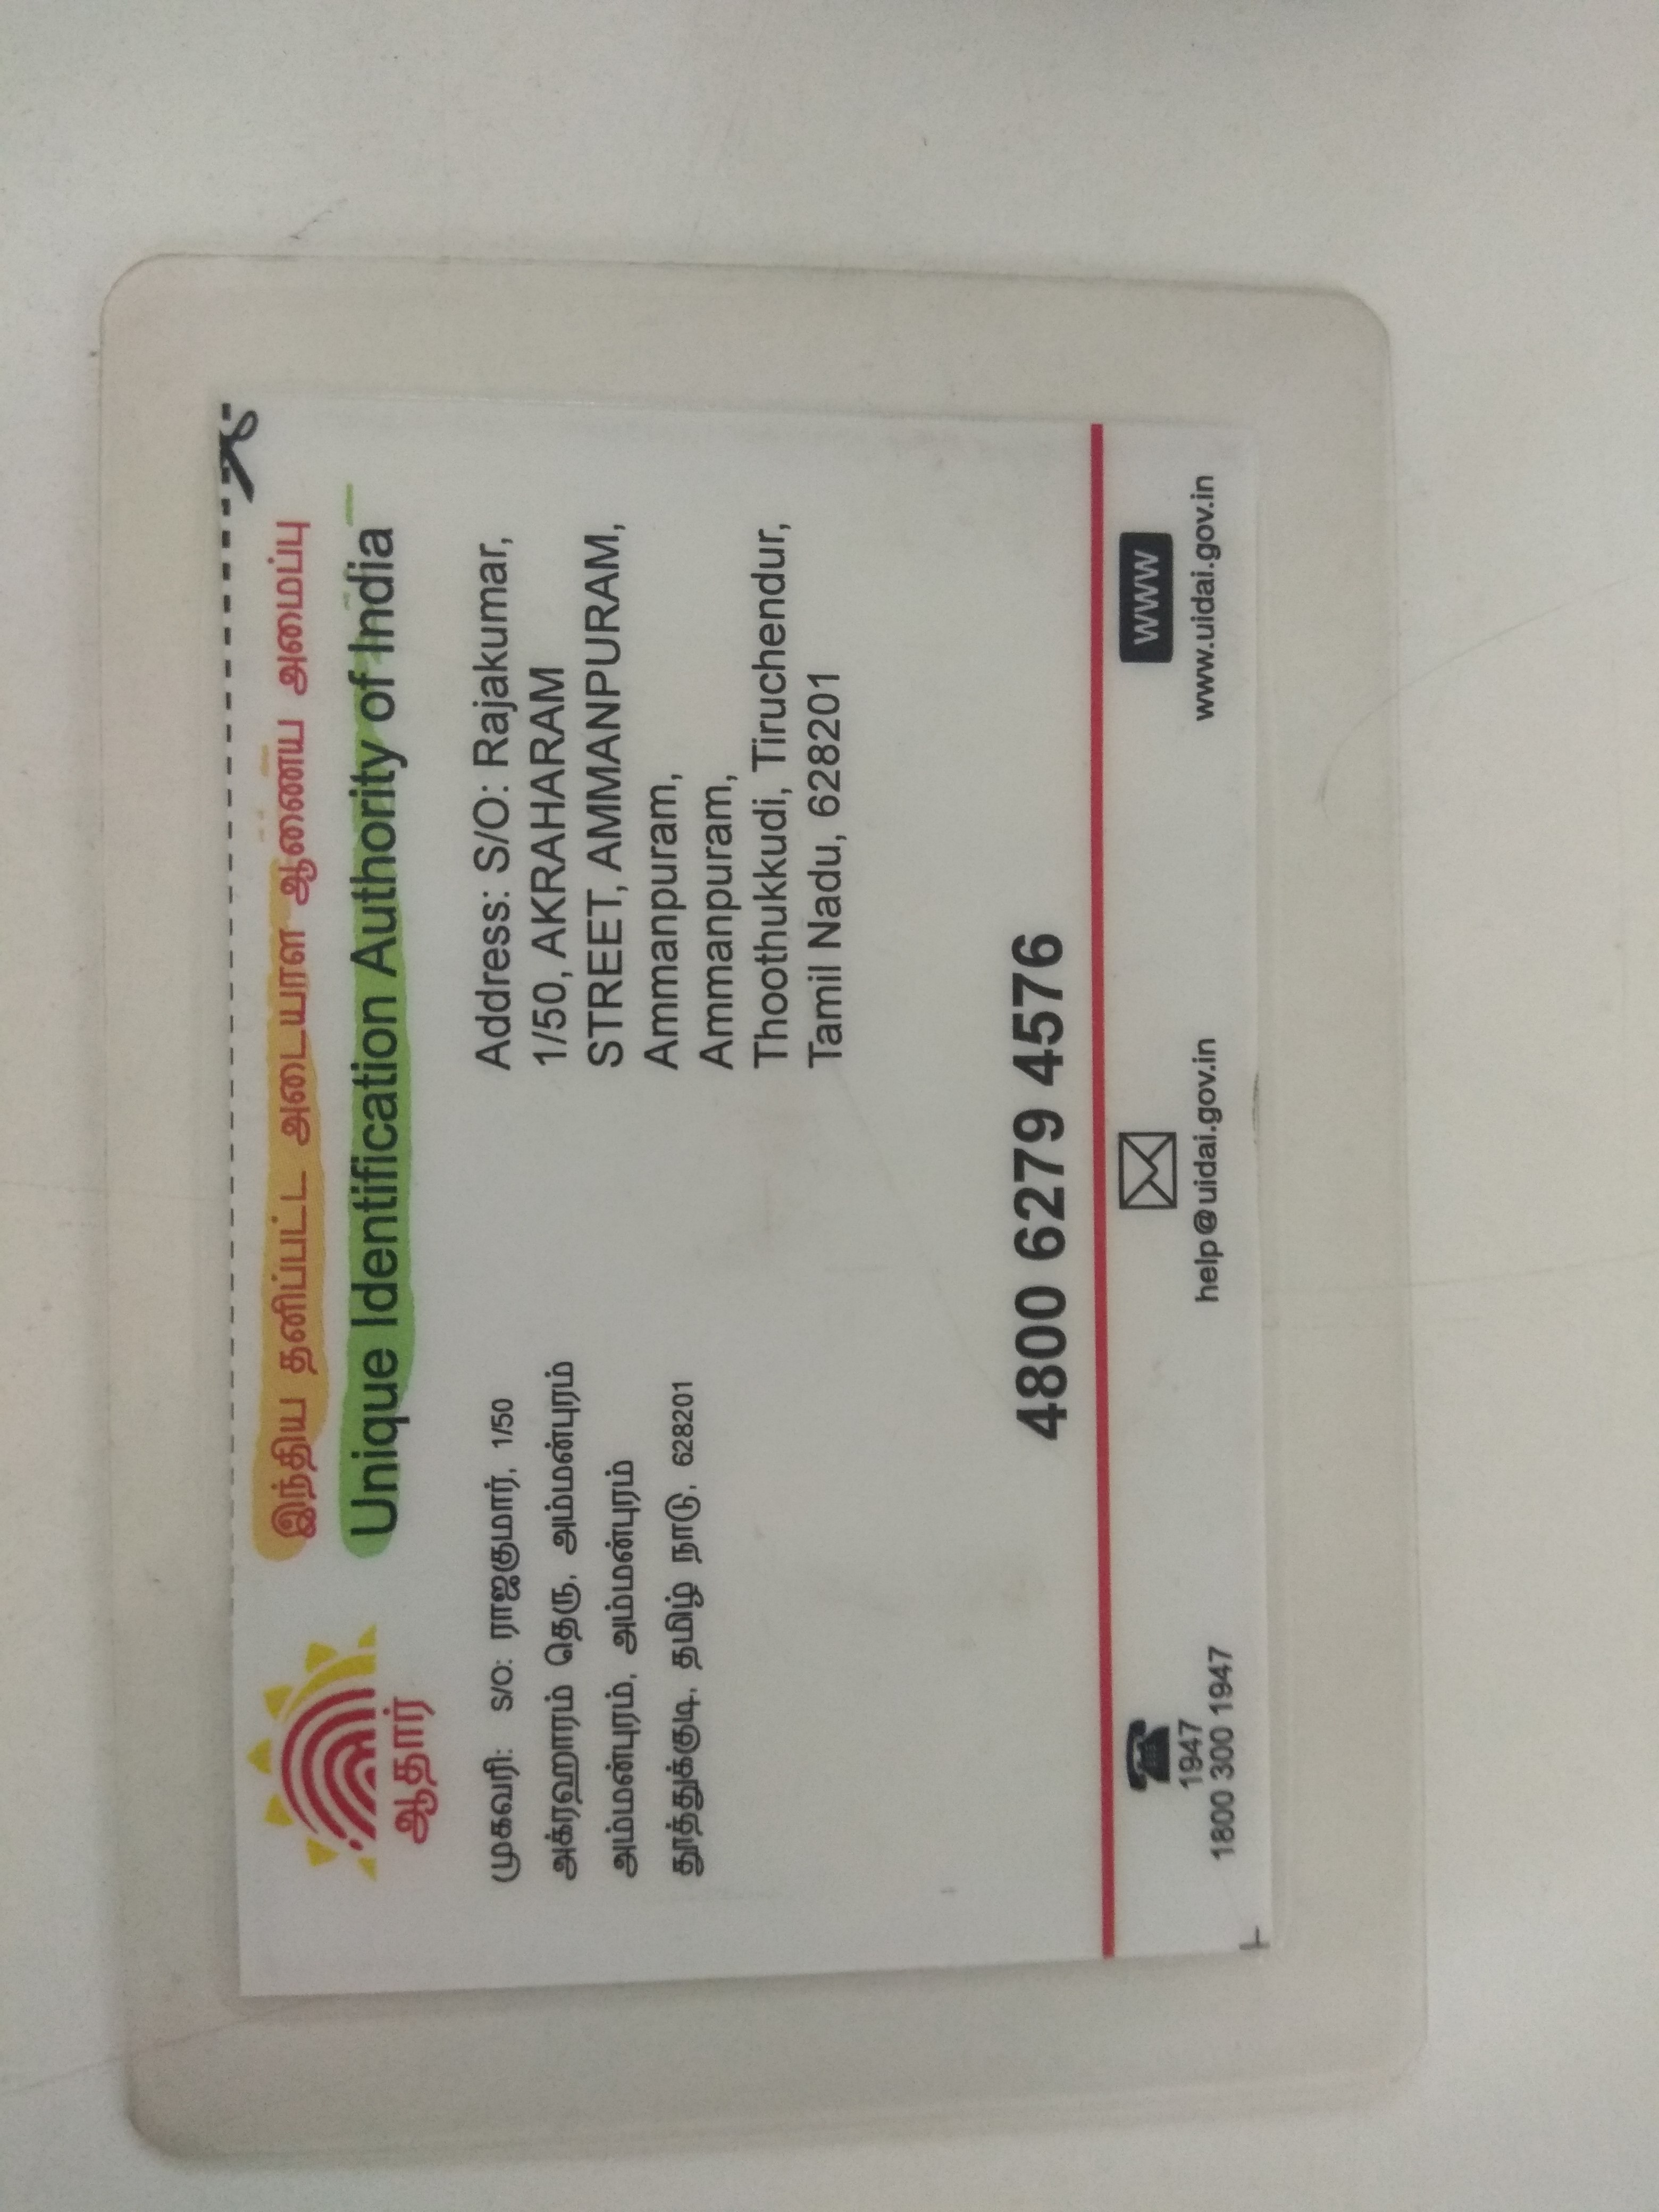 இந்திய தனிப்பட்ட அடையாள ஆணைய அமைப்பு
Unique Identification Authority of India
ஆதார்
முகவரி: S/O: ராஜகுமார், 1/50
அக்ரஹாரம் தெரு, அம்மன்புரம்
அம்மன்புரம், அம்மன்புரம்
தூத்துக்குடி, தமிழ் நாடு, 628201
Address: S/O: Rajakumar,
1/50, AKRAHARAM
STREET, AMMANPURAM,
Ammanpuram,
Ammanpuram,
Thoothukkudi, Tiruchendur,
Tamil Nadu, 628201
4800 6279 4576
1947
1800 300 1947
help@uidai.gov.in
WWW
www.uidai.gov.in